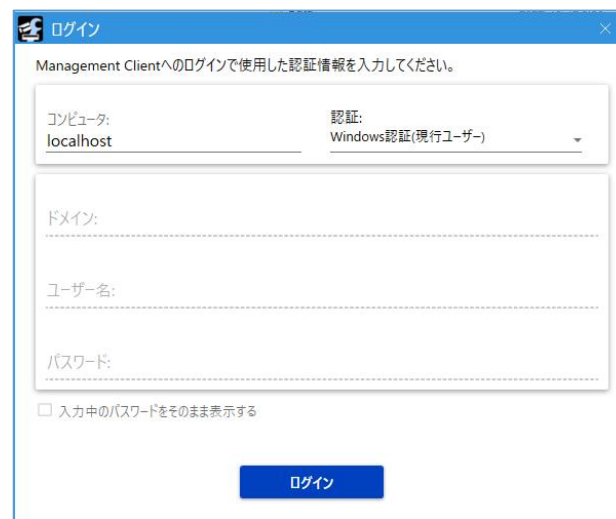 ログイン
Management Clientへのログインで使用した認証情報を入力してください。
コンピュータ:
localhost
認証:
Windows認証(現行ユーザー)
ドメイン:
ユーザー名:
パスワード:
入力中のパスワードをそのまま表示する
ログイン